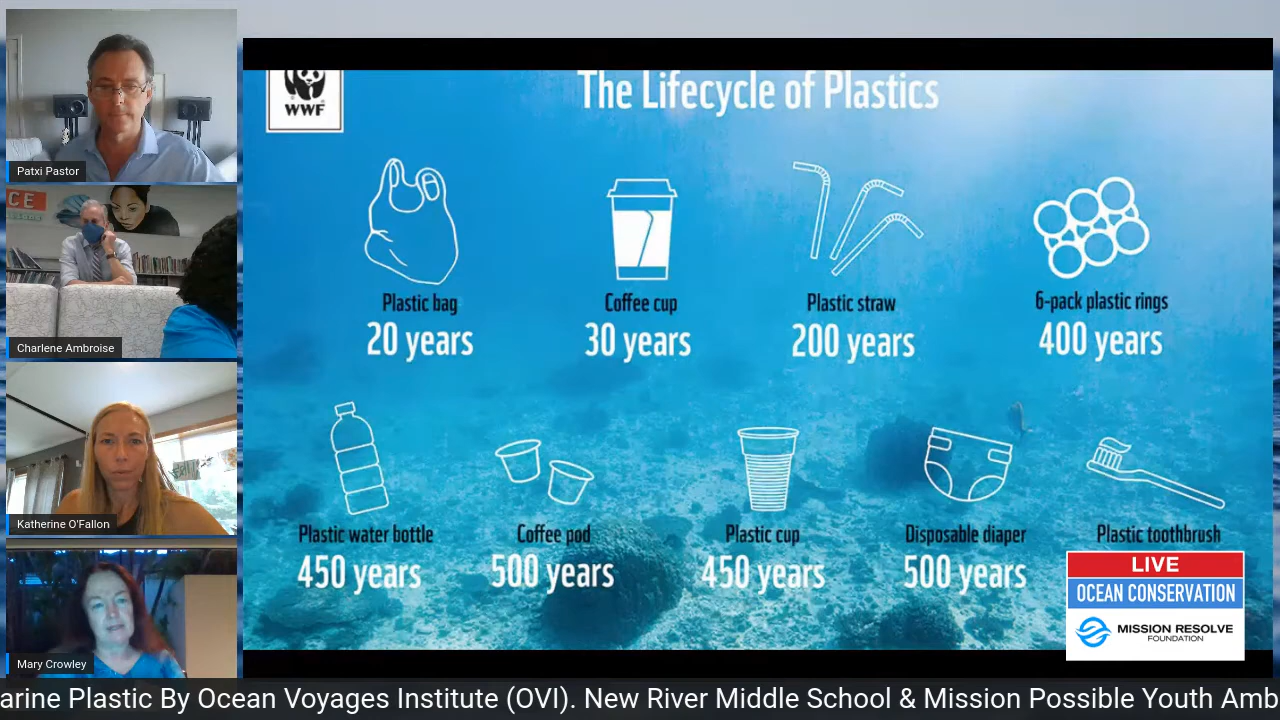 Patxi Pastor
CE
Charlene Ambroise
Katherine O'Fallon
Mary Crowley
WWF
The Lifecycle of Plastics
Plastic bag
20 years
Coffee cup
30 years
Plastic straw
200 years
6-pack plastic rings
400 years
Plastic water bottle
450 years
Coffee pod
500 years
Plastic cup
450 years
Disposable diaper
500 years
Plastic toothbrush
LIVE
OCEAN CONSERVATION
MISSION RESOLVE
FOUNDATION
arine Plastic By Ocean Voyages Institute (OVI). New River Middle School & Mission Possible Youth Amb